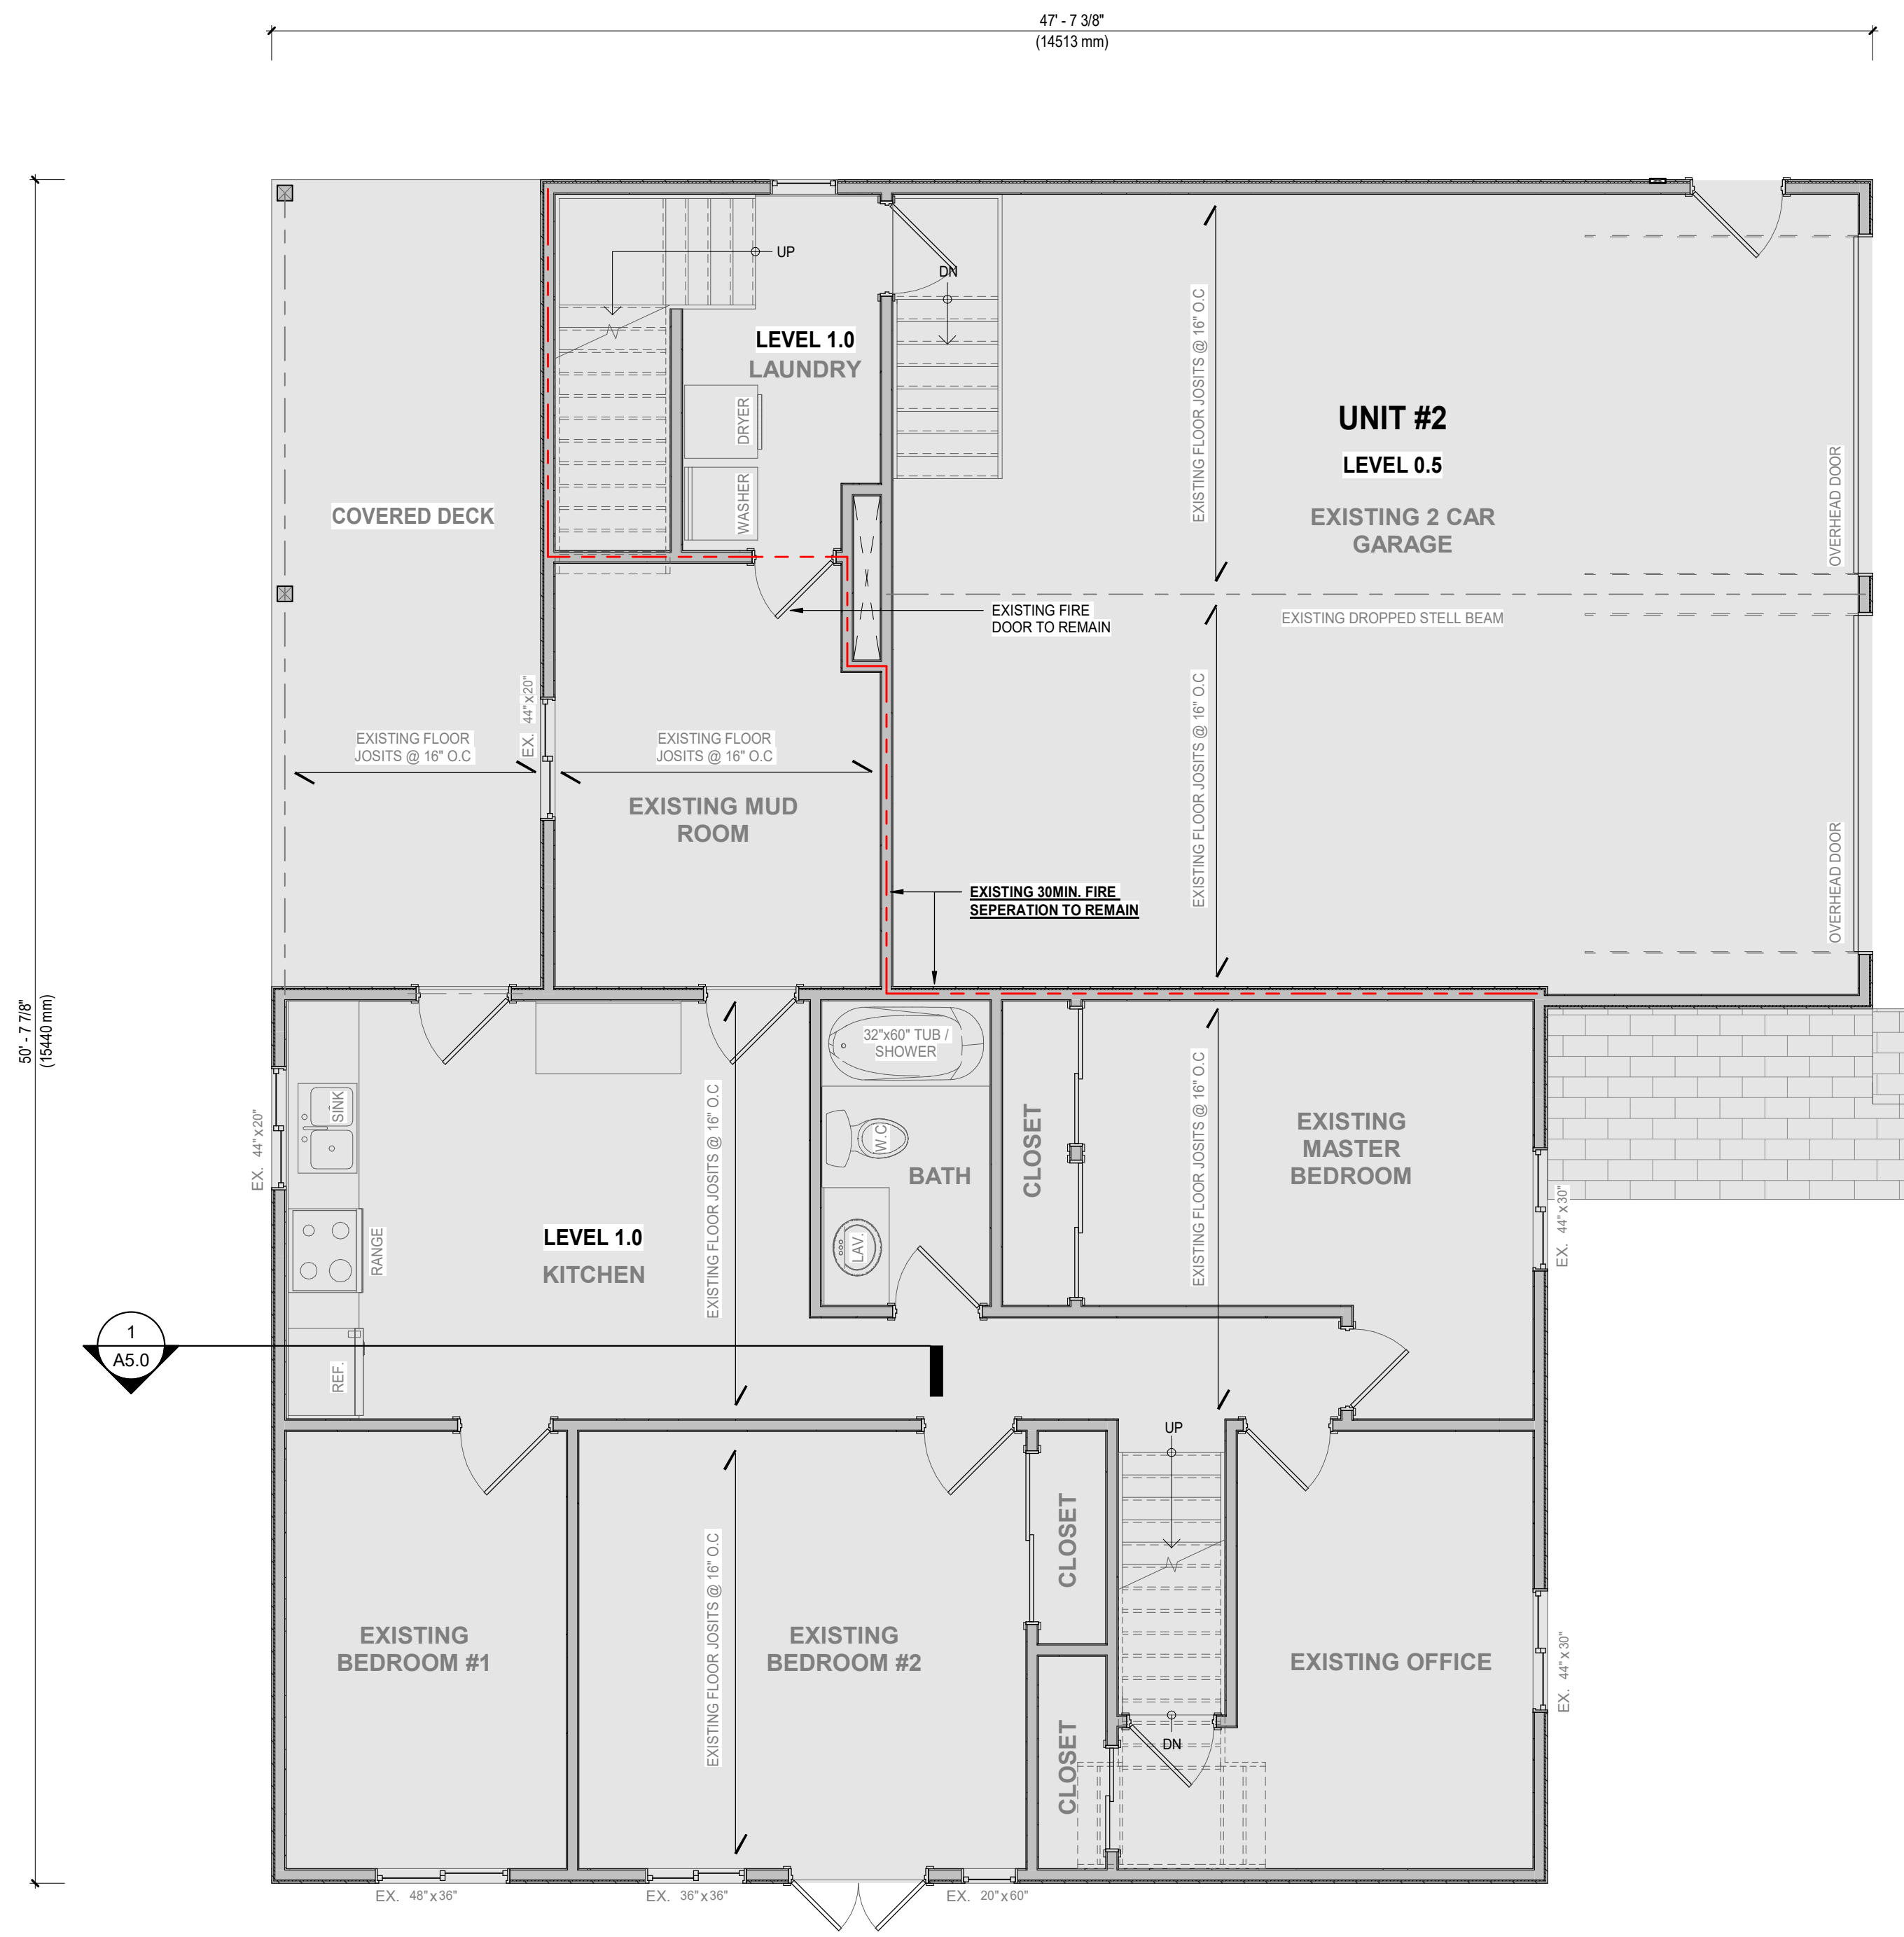 47' - 7 3/8"
(14513 mm)
50' - 7 7/8"
(15440 mm)
UP
DN
LEVEL 1.0
LAUNDRY
DRYER
WASHER
COVERED DECK
EXISTING FLOOR JOSITS @ 16" O.C
UNIT #2
LEVEL 0.5
EXISTING 2 CAR
GARAGE
OVERHEAD DOOR
EXISTING FIRE
DOOR TO REMAIN
EXISTING DROPPED STELL BEAM
EX. 44"x20"
EXISTING FLOOR
JOSITS @ 16" O.C
EXISTING FLOOR
JOSITS @ 16" O.C
EXISTING FLOOR JOSITS @ 16" O.C
EXISTING MUD
ROOM
EXISTING 30MIN. FIRE
SEPERATION TO REMAIN
OVERHEAD DOOR
32"x60" TUB /
SHOWER
SINK
EX. 44"x20"
W.C
BATH
CLOSET
EXISTING FLOOR JOSITS @ 16" O.C
EXISTING FLOOR JOSITS @ 16" O.C
EXISTING
MASTER
BEDROOM
EX. 44"x30"
LEVEL 1.0
KITCHEN
RANGE
LAV.
REF.
1
A5.0
UP
CLOSET
EXISTING FLOOR JOSITS @ 16" O.C
EXISTING
BEDROOM #1
EXISTING
BEDROOM #2
EXISTING OFFICE
EX. 44"x30"
DN
CLOSET
EX. 48"x36"
EX. 36"x36"
EX. 20"x60"